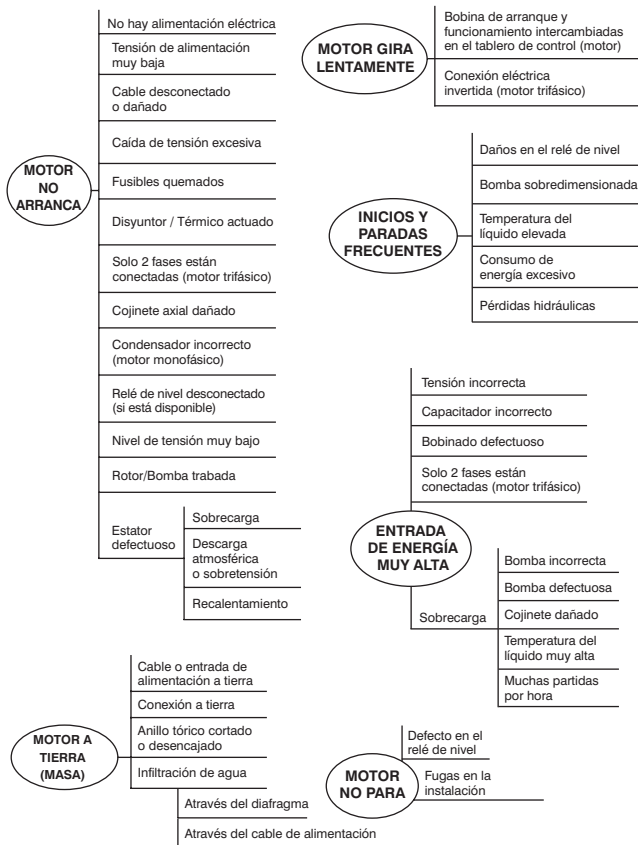 MOTOR
NO
ARRANCA
No hay alimentación eléctrica
Tensión de alimentación
muy baja
Cable desconectado
o dañado
Caída de tensión excesiva
Fusibles quemados
Disyuntor / Térmico actuado
Solo 2 fases están
conectadas (motor trifásico)
Cojinete axial dañado
Condensador incorrecto
(motor monofásico)
Relé de nivel desconectado
(si está disponible)
Nivel de tensión muy bajo
Rotor/Bomba trabada
Estator
defectuoso
Sobrecarga
Descarga
atmosférica
o sobretensión
Recalentamiento
MOTOR GIRA
LENTAMENTE
Bobina de arranque y
funcionamiento intercambiadas
en el tablero de control (motor)
Conexión eléctrica
invertida (motor trifásico)
INICIOS Y
PARADAS
FRECUENTES
Daños en el relé de nivel
Bomba sobredimensionada
Temperatura del
líquido elevada
Consumo de
energía excesivo
Pérdidas hidráulicas
ENTRADA
DE ENERGÍA
MUY ALTA
Tensión incorrecta
Capacitador incorrecto
Bobinado defectuoso
Solo 2 fases están
conectadas (motor trifásico)
Sobrecarga
Bomba incorrecta
Bomba defectuosa
Cojinete dañado
Temperatura del
líquido muy alta
Muchas partidas
por hora
MOTOR A
TIERRA
(MASA)
Cable o entrada de
alimentación a tierra
Conexión a tierra
Anillo tórico cortado
o desencajado
Infiltración de agua
Através del diafragma
Através del cable de alimentación
MOTOR
NO PARA
Defecto en el
relé de nivel
Fugas en la
instalación